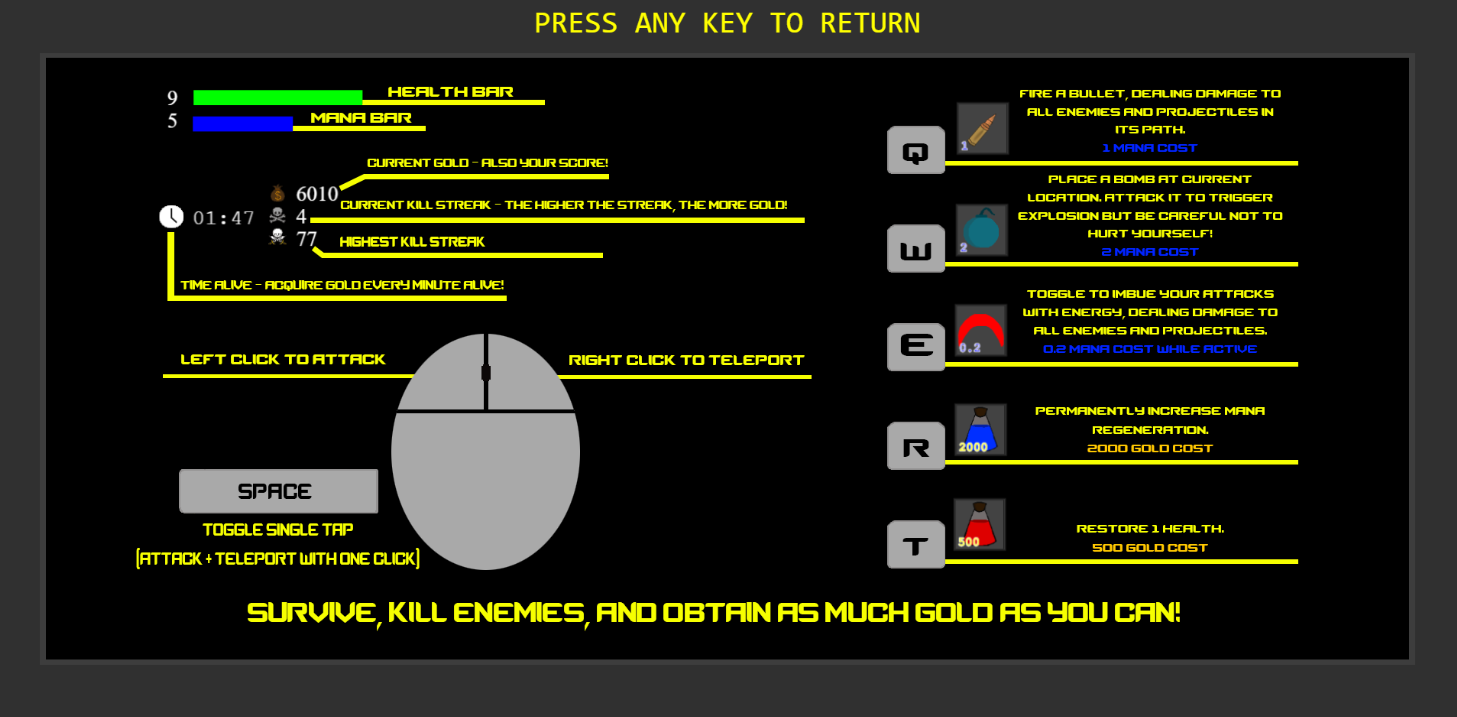 PRESS ANY KEY TO RETURN
9
HEALTH BAR
5
MANA BAR
CURRENT GOLD - ALSO YOUR SCORE!
6010
CURRENT KILL STREAK - THE HIGHER THE STREAK, THE MORE GOLD!
01:47
4
77
HIGHEST KILL STREAK
TIME ALIVE - ACQUIRE GOLD EVERY MINUTE ALIVE!
LEFT CLICK TO ATTACK
RIGHT CLICK TO TELEPORT
SPACE
TOGGLE SINGLE TAP
(ATTACK + TELEPORT WITH ONE CLICK)
Q
1
FIRE A BULLET, DEALING DAMAGE TO
ALL ENEMIES AND PROJECTILES IN
ITS PATH.
1 MANA COST
W
2
PLACE A BOMB AT CURRENT
LOCATION. ATTACK IT TO TRIGGER
EXPLOSION BUT BE CAREFUL NOT TO
HURT YOURSELF!
2 MANA COST
E
0.2
TOGGLE TO IMBUE YOUR ATTACKS
WITH ENERGY, DEALING DAMAGE TO
ALL ENEMIES AND PROJECTILES.
0.2 MANA COST WHILE ACTIVE
R
2000
PERMANENTLY INCREASE MANA
REGENERATION.
2000 GOLD COST
T
500
RESTORE 1 HEALTH.
500 GOLD COST
SURVIVE, KILL ENEMIES, AND OBTAIN AS MUCH GOLD AS YOU CAN!